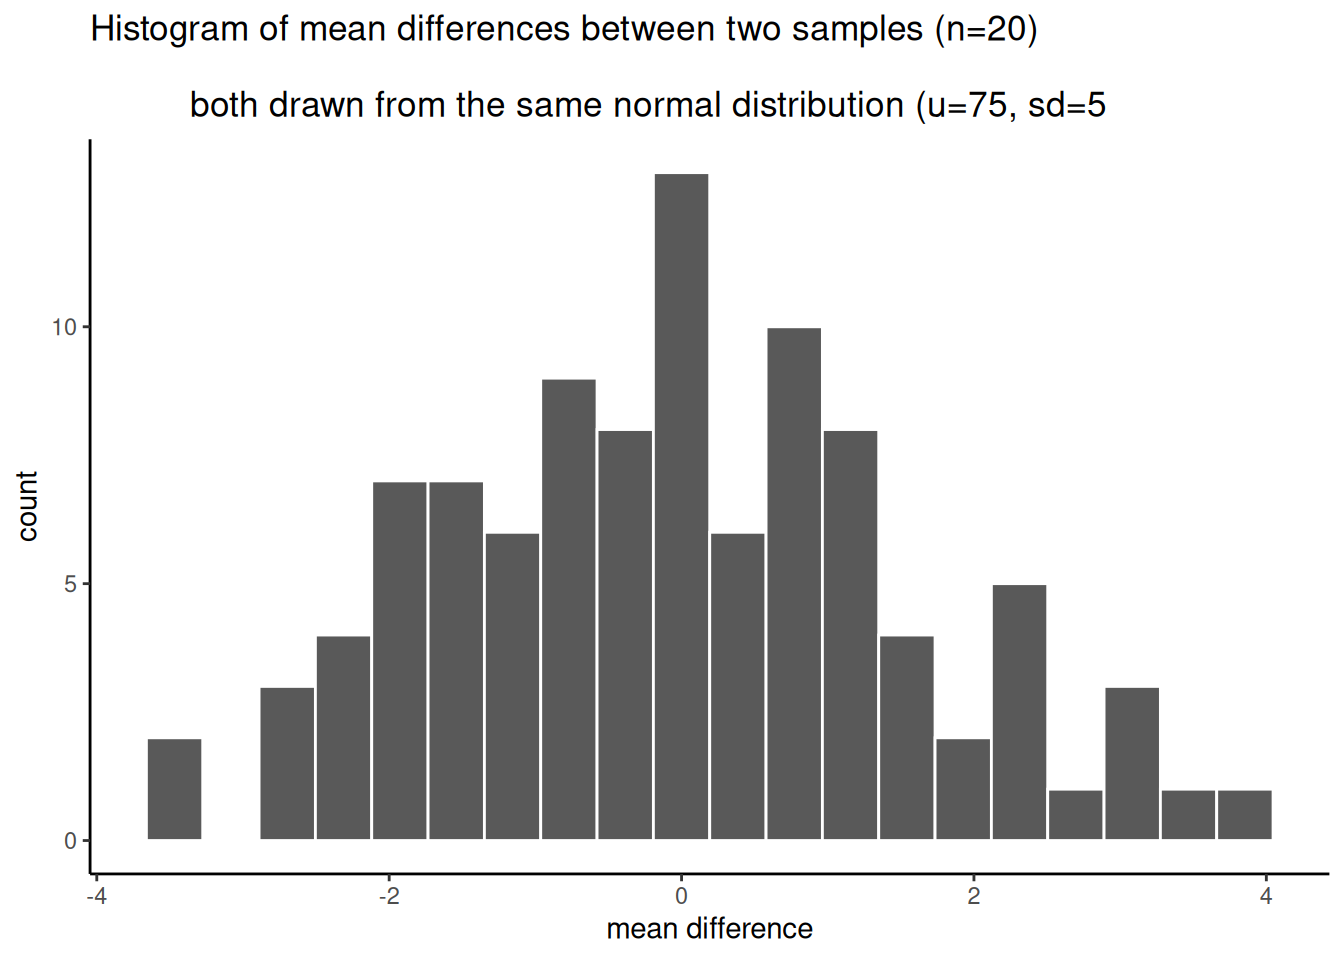 Histogram of mean differences between two samples (n=20)
both drawn from the same normal distribution (u=75, sd=5
10
5
0
count
-4
-2
0
2
4
mean difference